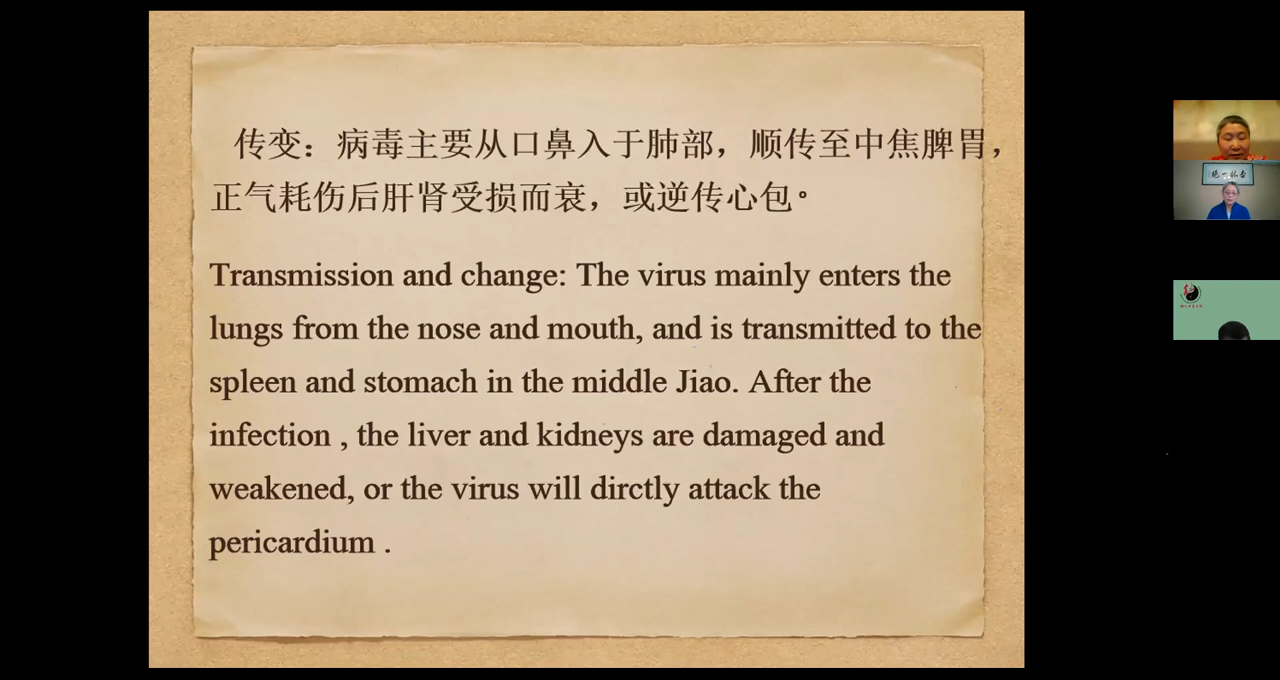 传变：病毒主要从口鼻入于肺部，顺传至中焦脾胃，
正气耗伤后肝肾受损而衰，或逆传心包。
Transmission and change: The virus mainly enters the
lungs from the nose and mouth, and is transmitted to the
spleen and stomach in the middle Jiao. After the
infection , the liver and kidneys are damaged and
weakened, or the virus will dirctly attack the
pericardium .